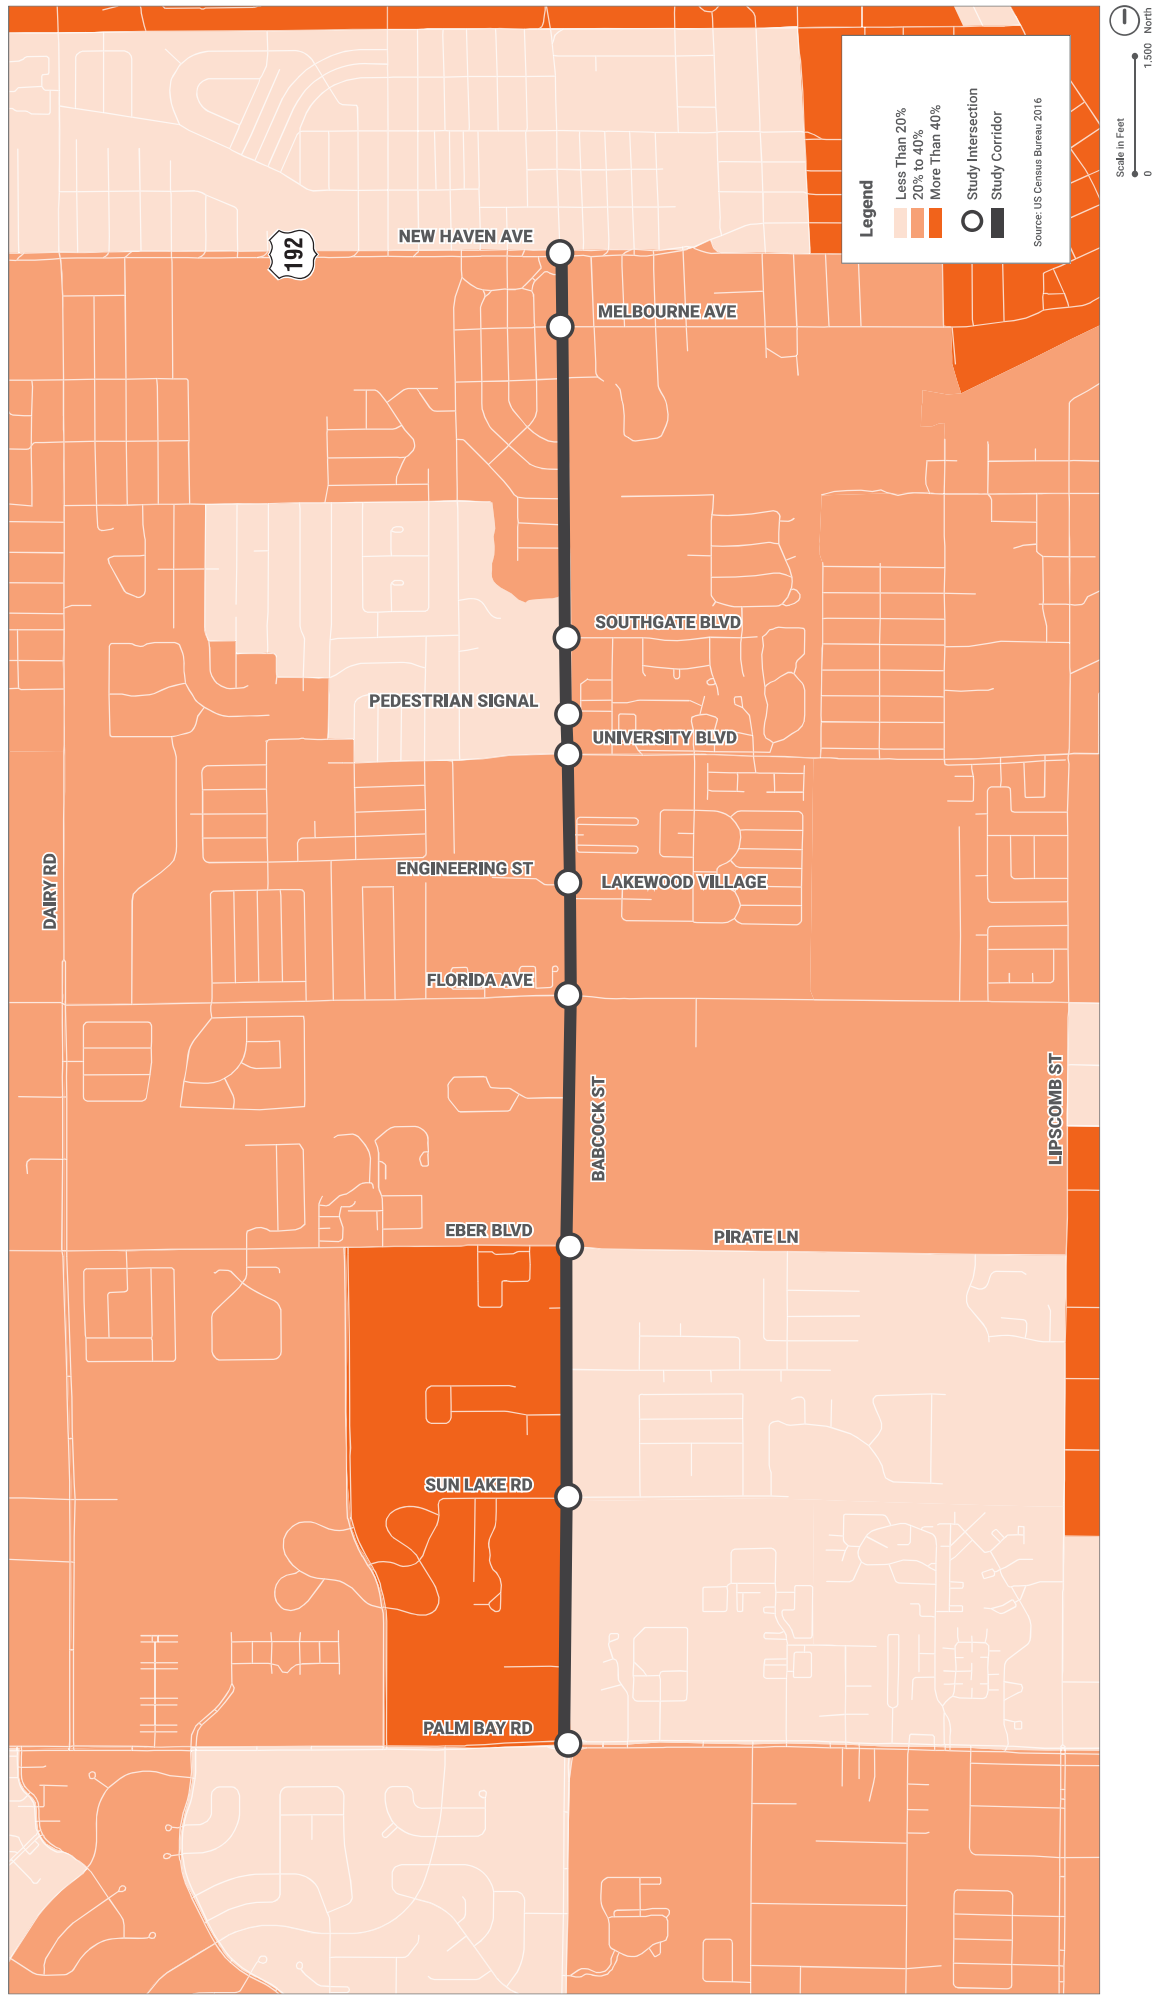 North
1,500
Scale in Feet
0
Legend
Less Than 20%
20% to 40%
More Than 40%
Study Intersection
Study Corridor
Source: US Census Bureau 2016
192
NEW HAVEN AVE
MELBOURNE AVE
SOUTHGATE BLVD
PEDESTRIAN SIGNAL
UNIVERSITY BLVD
DAIRY RD
ENGINEERING ST
LAKEWOOD VILLAGE
FLORIDA AVE
BABCOCK ST
LIPSCOMB ST
EBER BLVD
PIRATE LN
SUN LAKE RD
PALM BAY RD